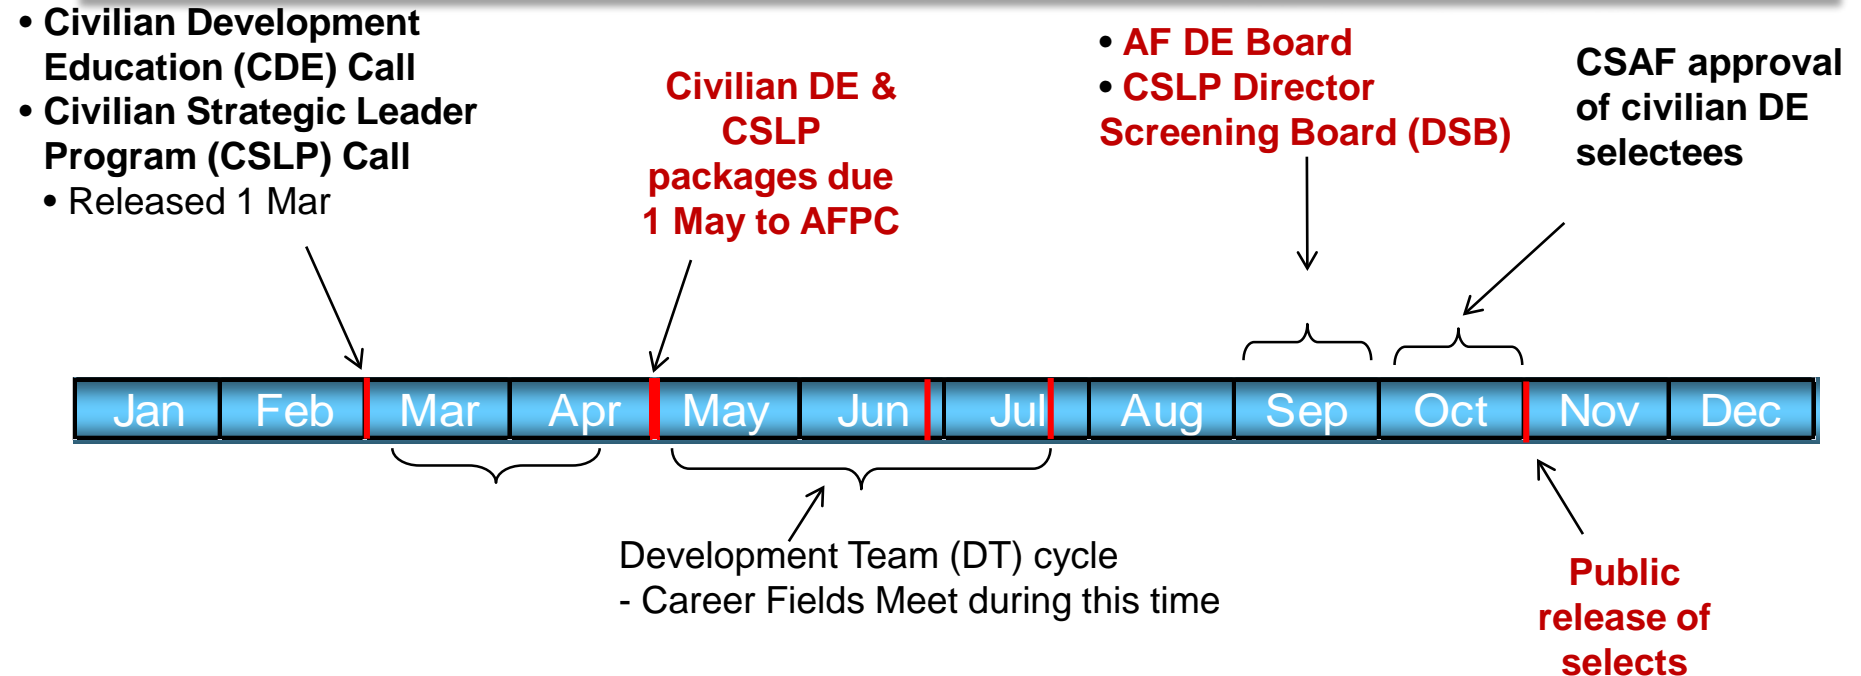 • Civilian Development
Education (CDE) Call
• Civilian Strategic Leader
Program (CSLP) Call
• Released 1 Mar
Civilian DE &
CSLP
packages due
1 May to AFPC
• AF DE Board
• CSLP Director
Screening Board (DSB)
CSAF approval
of civilian DE
selectees
Jan Feb Mar Apr May Jun Jul Aug Sep Oct Nov Dec
Development Team (DT) cycle
- Career Fields Meet during this time
Public
release of
selects